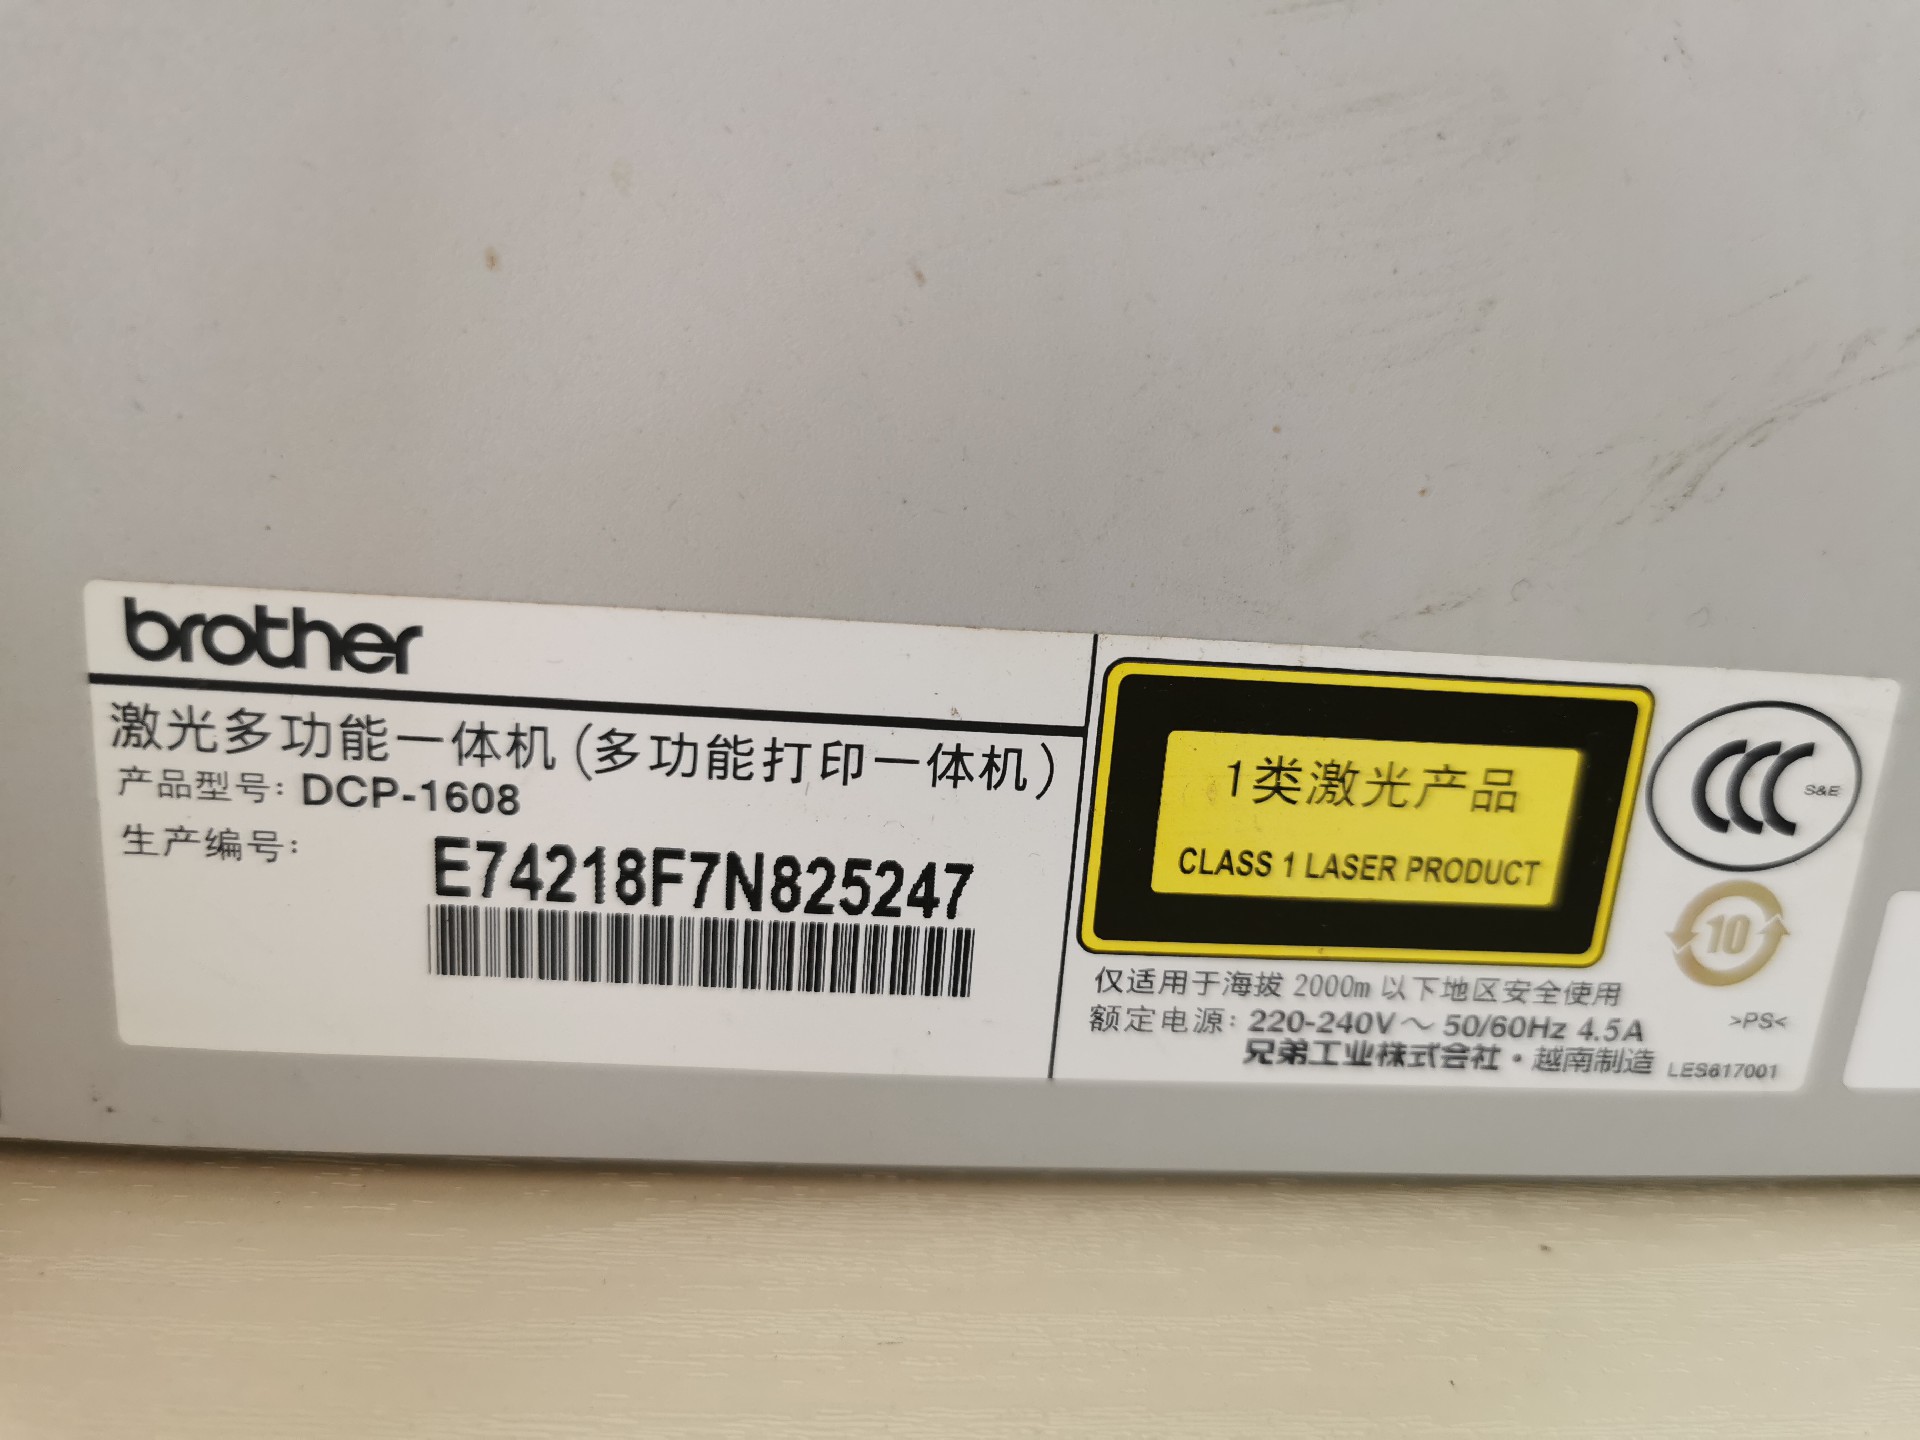 brother
激光多功能一体机(多功能打印一体机)
产品型号: DCP-1608
生产编号:
E74218F7N825247
1类激光产品
CLASS 1 LASER PRODUCT
CCC S&E
10
仅适用于海拔 2000m 以下地区安全使用
>PS<
额定电源: 220-240V～ 50/60Hz 4.5A
兄弟工业株式会社·越南制造
LES617001